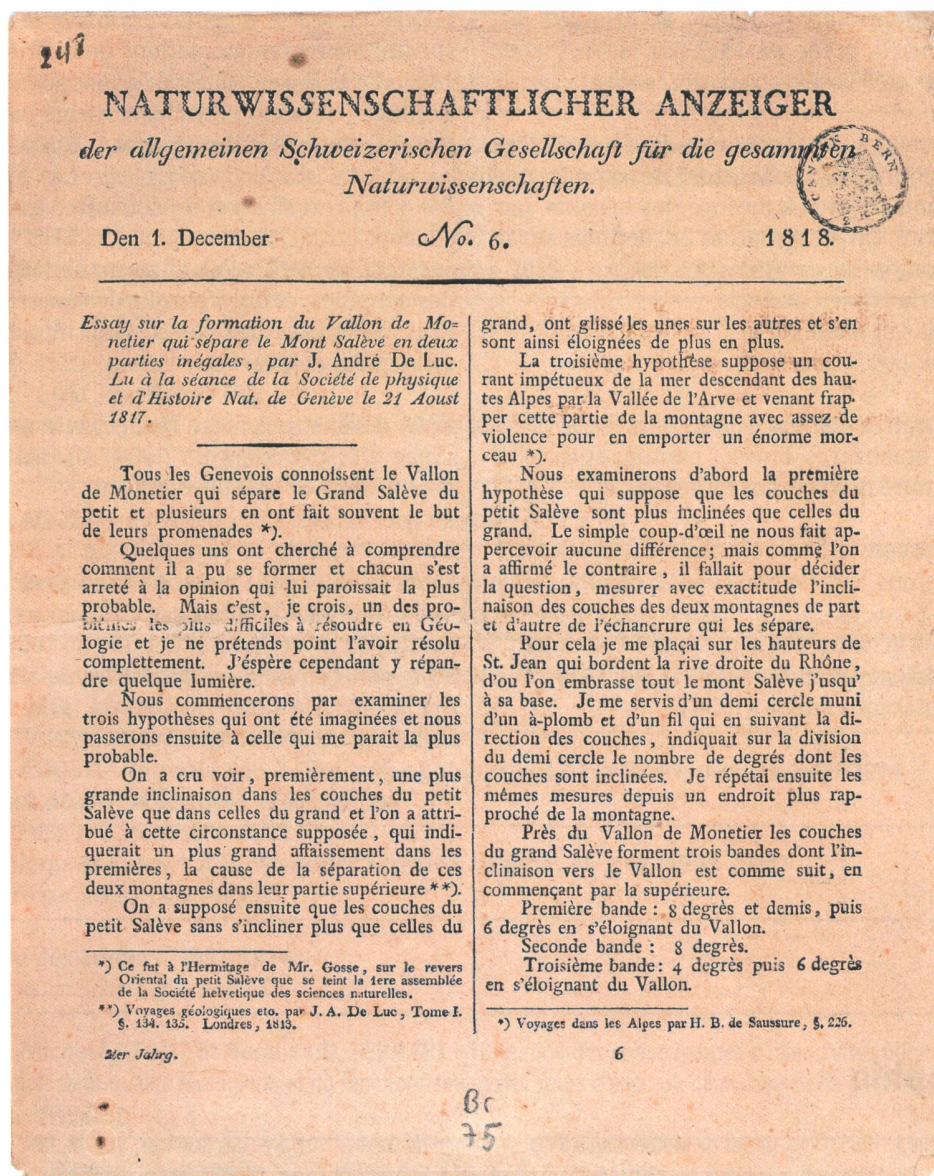 248
NATURWISSENSCHAFTLICHER ANZEIGER
der allgemeinen Schweizerischen Gesellschaft für die gesammten
Naturwissenschaften.
CANTON BERN
2 RAP
Den 1. December No. 6. 1818.
Essay sur la formation du Vallon de Mo=
netier qui sépare le Mont Salève en deux
parties inégales, par J. André De Luc.
Lu à la séance de la Société de physique
et d'Histoire Nat. de Genève le 21 Aoust
1817.
Tous les Genevois connoissent le Vallon
de Monetier qui sépare le Grand Salève du
petit et plusieurs en ont fait souvent le but
de leurs promenades *).
Quelques uns ont cherché à comprendre
comment il a pu se former et chacun s'est
arreté à la opinion qui lui paroissait la plus
probable. Mais c'est, je crois, un des pro-
blêmes les plus difficiles à résoudre en Géo-
logie et je ne prétends point l'avoir résolu
complettement. J'éspère cependant y répan-
dre quelque lumière.
Nous commencerons par examiner les
trois hypothèses qui ont été imaginées et nous
passerons ensuite à celle qui me parait la plus
probable.
On a cru voir, premièrement, une plus
grande inclinaison dans les couches du petit
Salève que dans celles du grand et l'on a attri-
bué à cette circonstance supposée, qui indi-
querait un plus grand affaissement dans les
premières, la cause de la séparation de ces
deux montagnes dans leur partie supérieure **).
On a supposé ensuite que les couches du
petit Salève sans s'incliner plus que celles du
*) Ce fut à l'Hermitage de Mr. Gosse, sur le revers
Oriental du petit Salève que se teint la 1ere assemblée
de la Société helvetique des sciences naturelles.
**) Voyages géologiques etc. par J. A. De Luc, Tome I.
§. 134. 135. Londres, 1813.
2ter Jahrg.
grand, ont glissé les unes sur les autres et s'en
sont ainsi éloignées de plus en plus.
La troisième hypothèse suppose un cou-
rant impétueux de la mer descendant des hau-
tes Alpes par la Vallée de l'Arve et venant frap-
per cette partie de la montagne avec assez de
violence pour en emporter un énorme mor-
ceau *).
Nous examinerons d'abord la première
hypothèse qui suppose que les couches du
petit Salève sont plus inclinées que celles du
grand. Le simple coup-d'œil ne nous fait ap-
percevoir aucune différence; mais comme l'on
a affirmé le contraire, il fallait pour décider
la question, mesurer avec exactitude l'incli-
naison des couches des deux montagnes de part
et d'autre de l'échancrure qui les sépare.
Pour cela je me plaçai sur les hauteurs de
St. Jean qui bordent la rive droite du Rhône,
d'ou l'on embrasse tout le mont Salève j'usqu'
à sa base. Je me servis d'un demi cercle muni
d'un à-plomb et d'un fil qui en suivant la di-
rection des couches, indiquait sur la division
du demi cercle le nombre de degrés dont les
couches sont inclinées. Je répétai ensuite les
mêmes mesures depuis un endroit plus rap-
proché de la montagne.
Près du Vallon de Monetier les couches
du grand Salève forment trois bandes dont l'in-
clinaison vers le Vallon est comme suit, en
commençant par la supérieure.
Première bande: 8 degrés et demis, puis
6 degrés en s'éloignant du Vallon.
Seconde bande: 8 degrès.
Troisième bande: 4 degrès puis 6 degrès
en s'éloignant du Vallon.
*) Voyages dans les Alpes par H. B. de Saussure, §. 226.
6
Bc
75